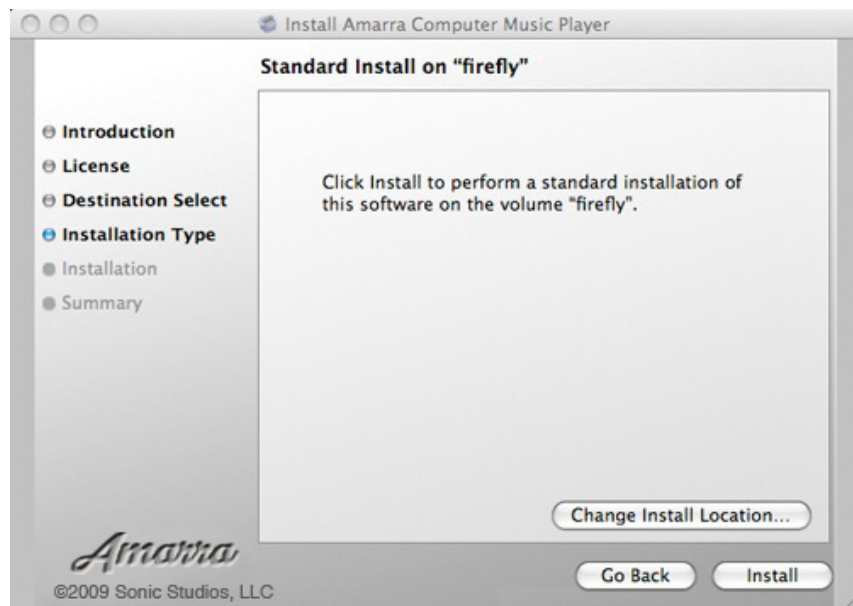 Install Amarra Computer Music Player
Standard Install on “firefly”
Introduction
License
Destination Select
Installation Type
Installation
Summary
Click Install to perform a standard installation of
this software on the volume “firefly”.
Change Install Location...
Amarra
©2009 Sonic Studios, LLC
Go Back
Install